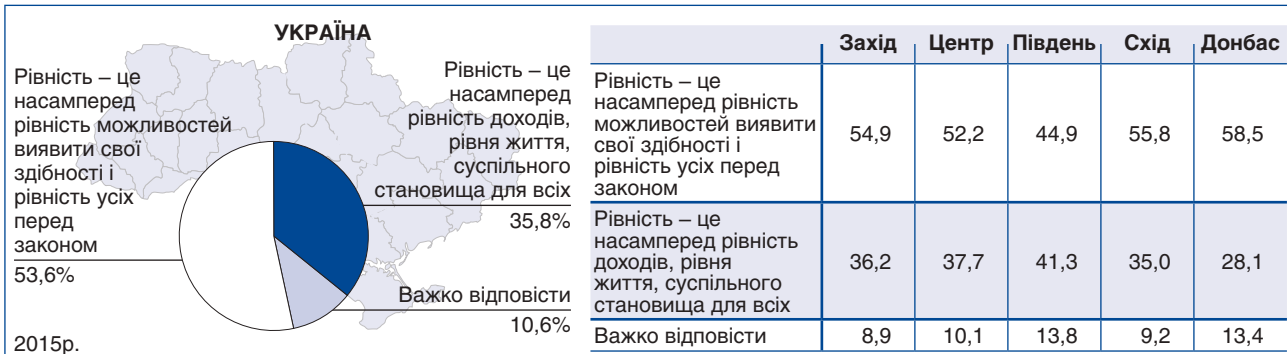 УКРАЇНА
Рівність – це
насамперед
рівність можливостей
виявити свої
здібності і
рівність усіх
перед
законом
53,6%
Рівність – це
насамперед
рівність доходів,
рівня життя,
суспільного
становища для всіх
35,8%
Важко відповісти
10,6%
2015р.
Захід Центр Південь Схід Донбас
Рівність – це
насамперед рівність
можливостей виявити
свої здібності і
рівність усіх перед
законом
54,9 52,2 44,9 55,8 58,5
Рівність – це
насамперед рівність
доходів, рівня
життя, суспільного
становища для всіх
36,2 37,7 41,3 35,0 28,1
Важко відповісти 8,9 10,1 13,8 9,2 13,4